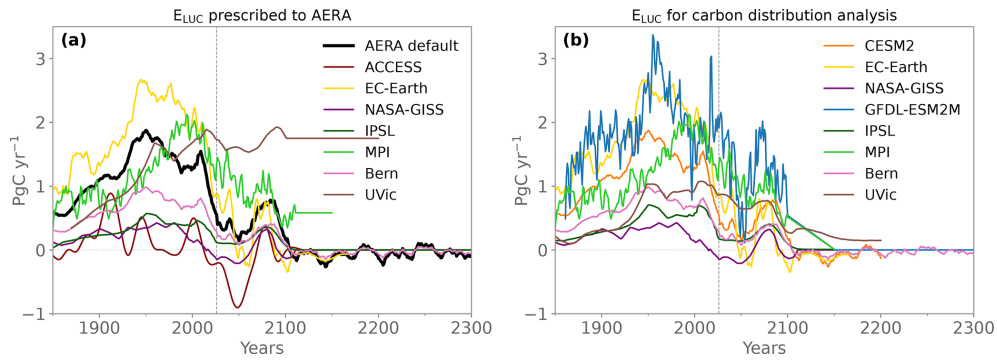 E_LUC prescribed to AERA
(a)
AERA default
ACCESS
EC-Earth
NASA-GISS
IPSL
MPI
Bern
UVic
PgC yr⁻¹
3
2
1
0
−1
1900 2000 2100 2200 2300
Years
E_LUC for carbon distribution analysis
(b)
CESM2
EC-Earth
NASA-GISS
GFDL-ESM2M
IPSL
MPI
Bern
UVic
PgC yr⁻¹
3
2
1
0
−1
1900 2000 2100 2200 2300
Years